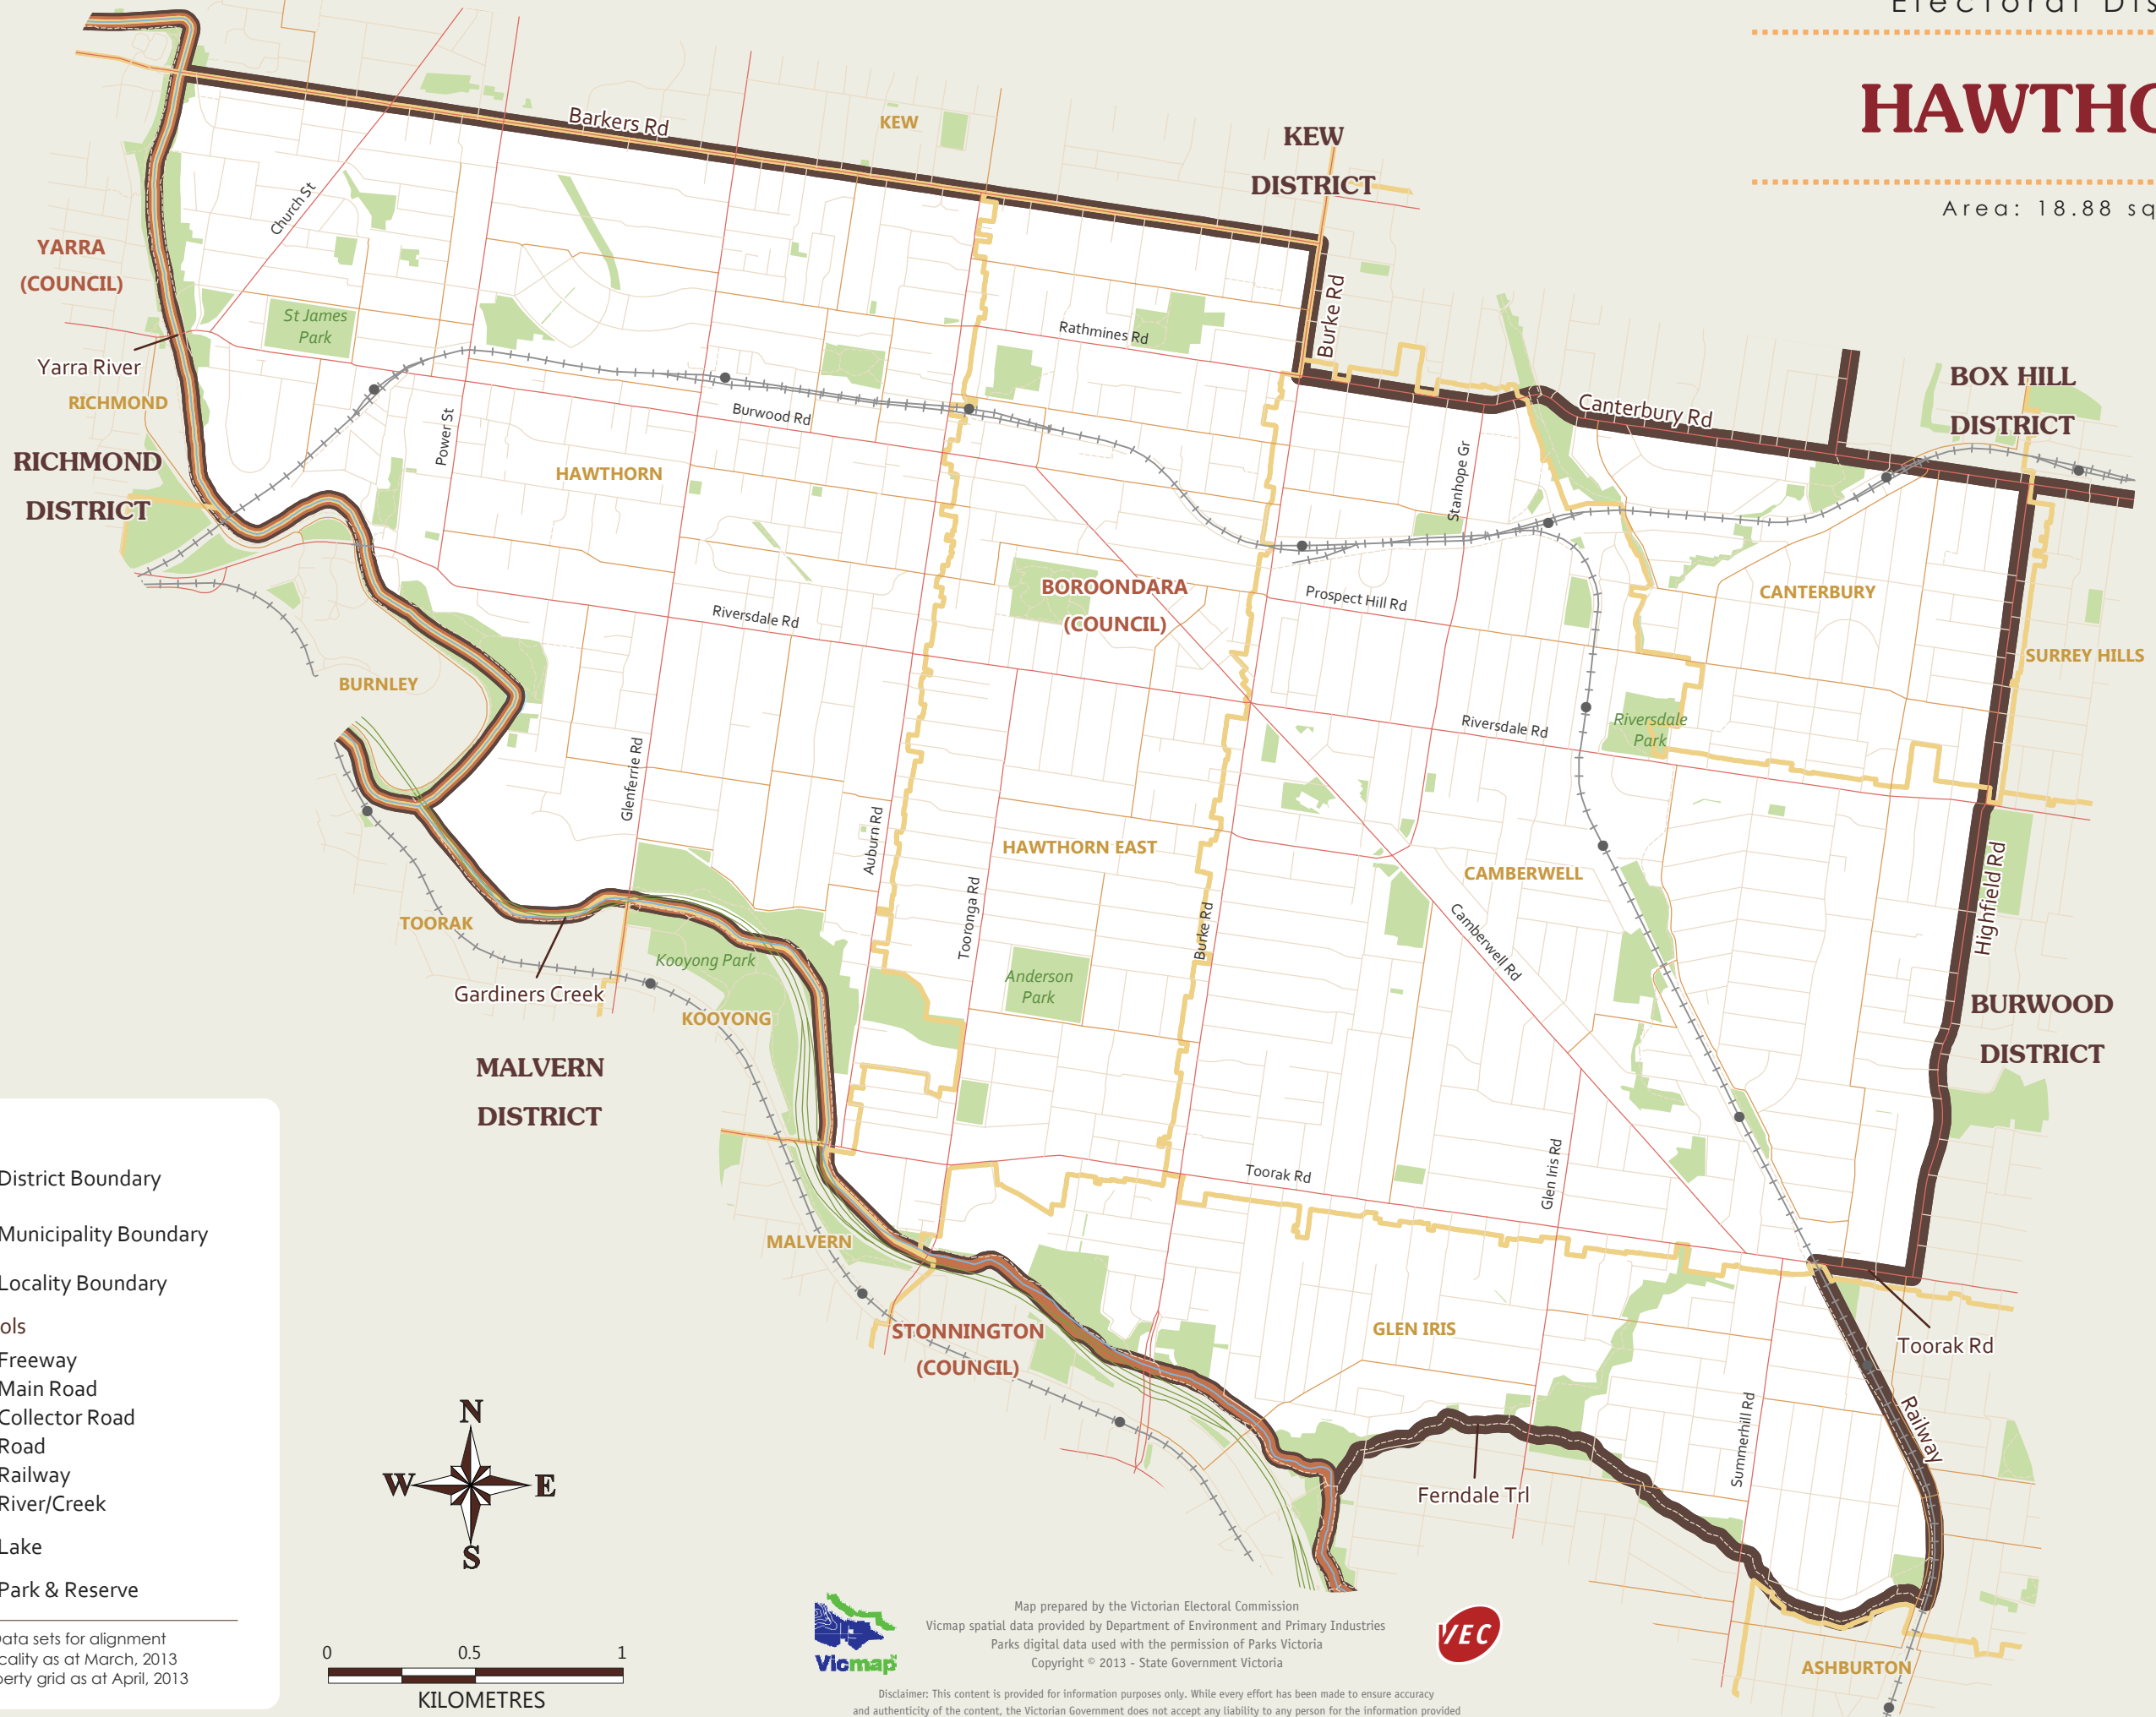 Electoral Dis
HAWTHO
Area: 18.88 sq
Barkers Rd
KEW
KEW
DISTRICT
Church St
YARRA
(COUNCIL)
St James
Park
Yarra River
RICHMOND
RICHMOND
DISTRICT
Power St
Burwood Rd
Rathmines Rd
Burke Rd
Canterbury Rd
BOX HILL
DISTRICT
HAWTHORN
Stanhope Gr
BOROONDARA
(COUNCIL)
Prospect Hill Rd
CANTERBURY
Riversdale Rd
SURREY HILLS
BURNLEY
Riversdale Rd
Riversdale
Park
Glenferrie Rd
Auburn Rd
HAWTHORN EAST
CAMBERWELL
Highfield Rd
TOORAK
Tooronga Rd
Burke Rd
Camberwell Rd
Kooyong Park
Anderson
Park
Gardiners Creek
KOOYONG
BURWOOD
DISTRICT
MALVERN
DISTRICT
Toorak Rd
Glen Iris Rd
MALVERN
STONNINGTON
(COUNCIL)
GLEN IRIS
Toorak Rd
Summerhill Rd
Railway
Ferndale Trl
ASHBURTON
District Boundary
Municipality Boundary
Locality Boundary
ols
Freeway
Main Road
Collector Road
Road
Railway
River/Creek
Lake
Park & Reserve
ata sets for alignment
cality as at March, 2013
perty grid as at April, 2013
N
W E
S
0 0.5 1
KILOMETRES
Vicmap
Map prepared by the Victorian Electoral Commission
Vicmap spatial data provided by Department of Environment and Primary Industries
Parks digital data used with the permission of Parks Victoria
Copyright © 2013 - State Government Victoria
VEC
Disclaimer: This content is provided for information purposes only. While every effort has been made to ensure accuracy
and authenticity of the content, the Victorian Government does not accept any liability to any person for the information provided